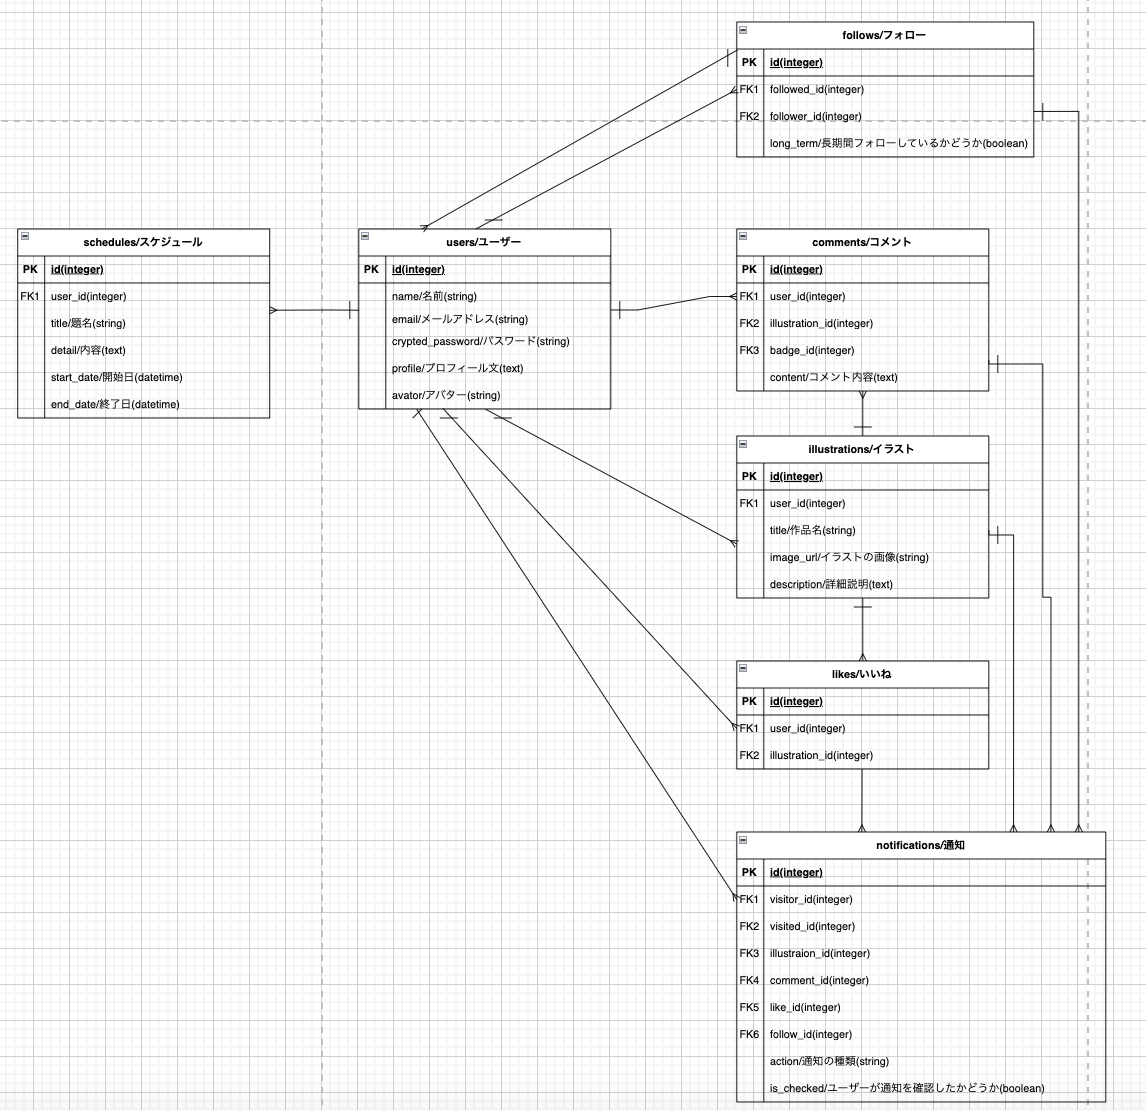 follows/フォロー
PK id(integer)
FK1 followed_id(integer)
FK2 follower_id(integer)
long_term/長期間フォローしているかどうか(boolean)
schedules/スケジュール
PK id(integer)
FK1 user_id(integer)
title/題名(string)
detail/内容(text)
start_date/開始日(datetime)
end_date/終了日(datetime)
users/ユーザー
PK id(integer)
name/名前(string)
email/メールアドレス(string)
crypted_password/パスワード(string)
profile/プロフィール文(text)
avator/アバター(string)
comments/コメント
PK id(integer)
FK1 user_id(integer)
FK2 illustration_id(integer)
FK3 badge_id(integer)
content/コメント内容(text)
illustrations/イラスト
PK id(integer)
FK1 user_id(integer)
title/作品名(string)
image_url/イラストの画像(string)
description/詳細説明(text)
likes/いいね
PK id(integer)
FK1 user_id(integer)
FK2 illustration_id(integer)
notifications/通知
PK id(integer)
FK1 visitor_id(integer)
FK2 visited_id(integer)
FK3 illustraion_id(integer)
FK4 comment_id(integer)
FK5 like_id(integer)
FK6 follow_id(integer)
action/通知の種類(string)
is_checked/ユーザーが通知を確認したかどうか(boolean)